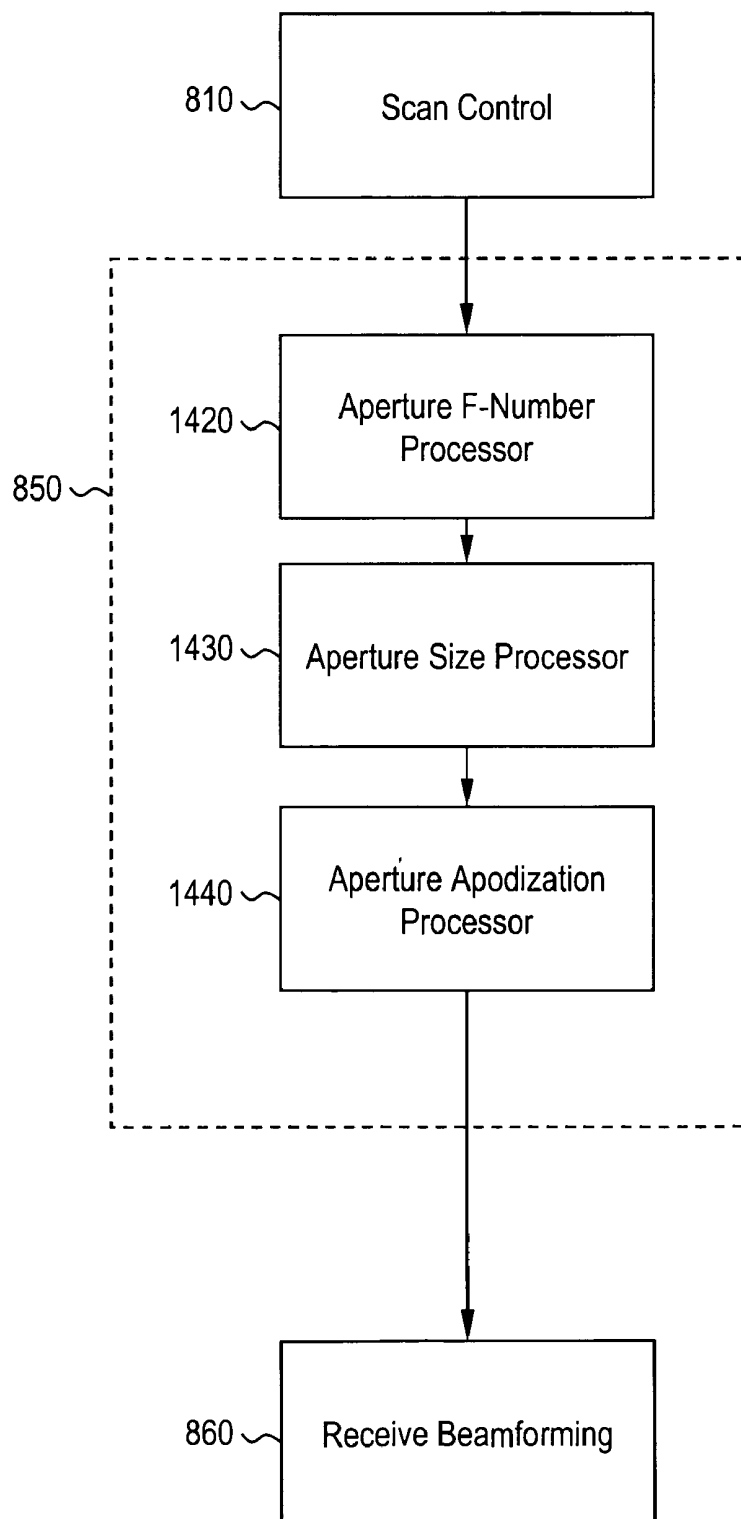 810
Scan Control
850
1420
Aperture F-Number
Processor
1430
Aperture Size Processor
1440
Aperture Apodization
Processor
860
Receive Beamforming